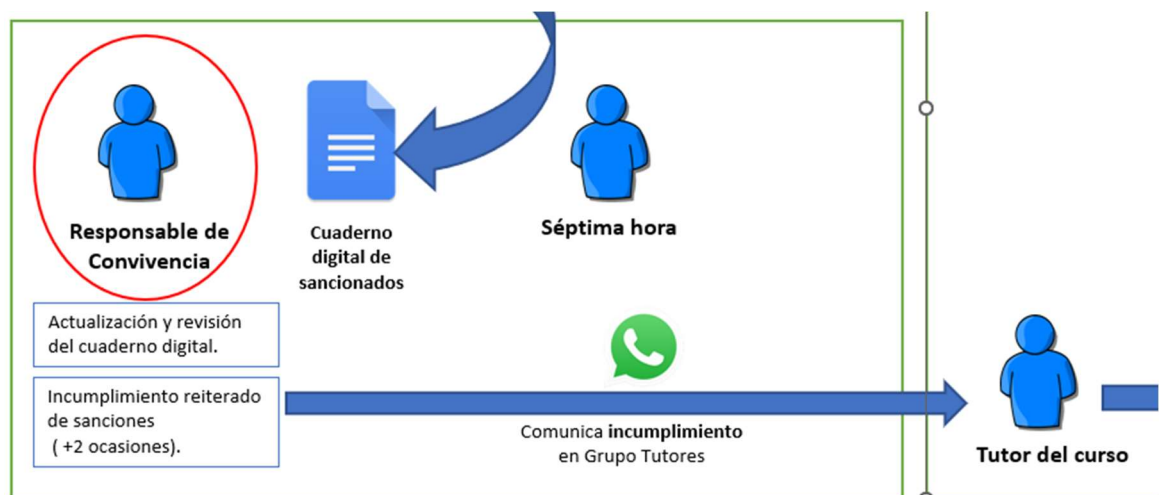 Responsable de
Convivencia
Cuaderno
digital de
sancionados
Séptima hora
Actualización y revisión
del cuaderno digital.
Incumplimiento reiterado
de sanciones
( +2 ocasiones).
Comunica incumplimiento
en Grupo Tutores
Tutor del curso